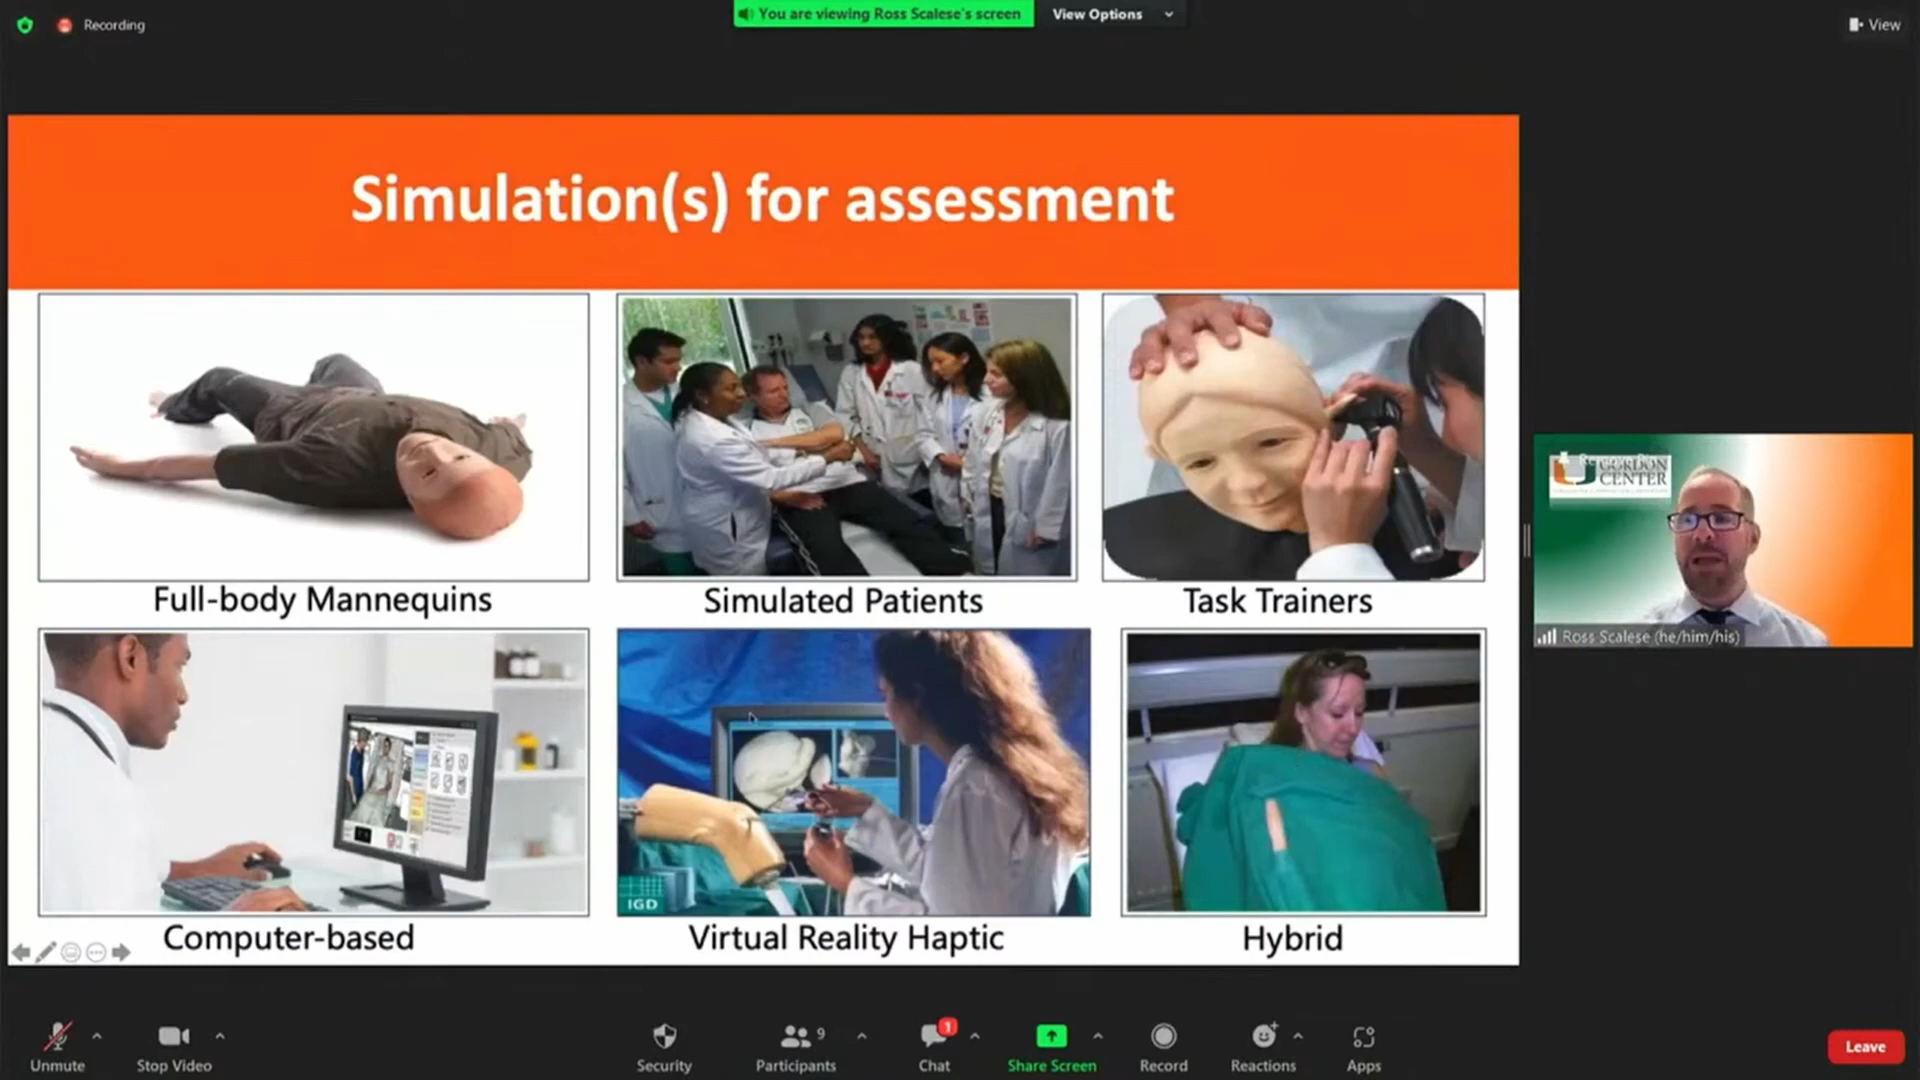 Recording
You are viewing Ross Scalese's screen
View Options
View
Simulation(s) for assessment
Full-body Mannequins
Simulated Patients
Task Trainers
IGD
Computer-based
Virtual Reality Haptic
Hybrid
GORDON
CENTER
Ross Scalese (he/him/his)
Unmute
Stop Video
Security
9
Participants
1
Chat
Share Screen
Record
Reactions
Apps
Leave